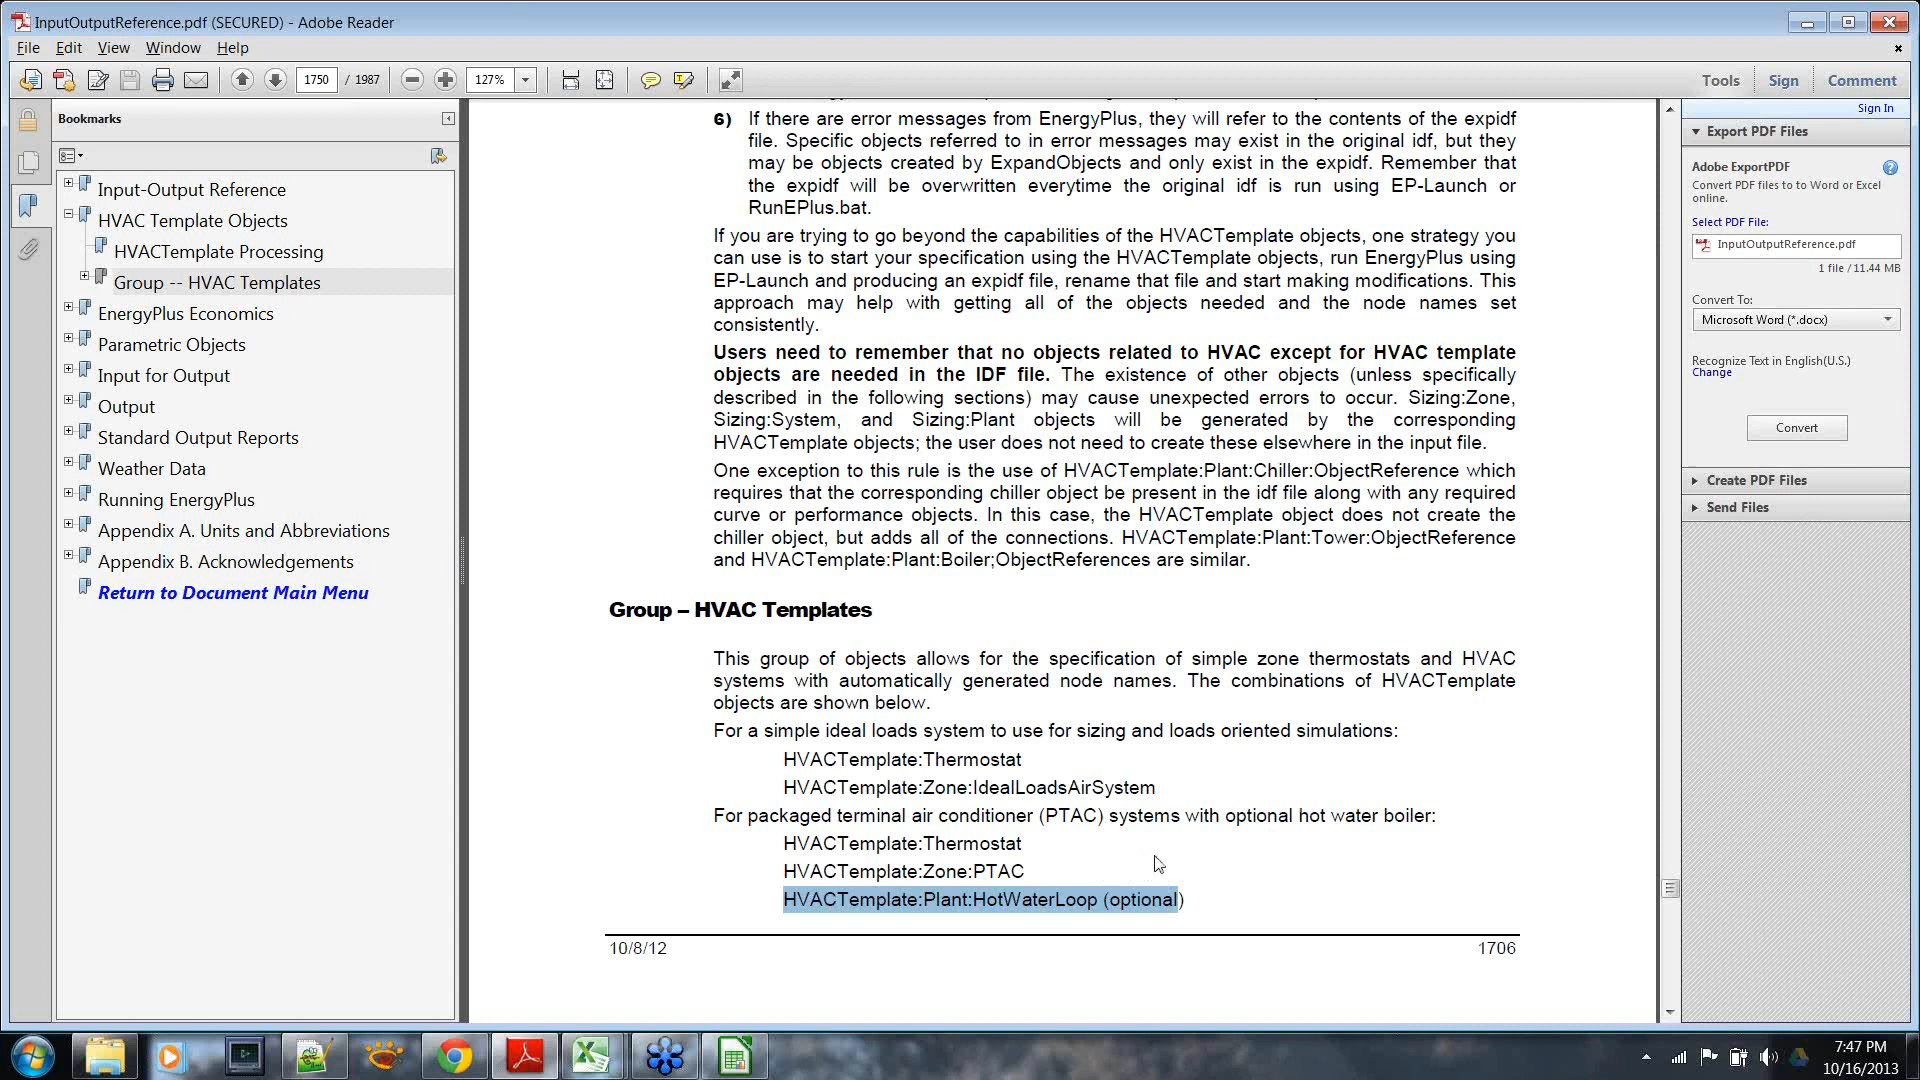 InputOutputReference.pdf (SECURED) - Adobe Reader
File Edit View Window Help
1750 / 1987 127% Tools Sign Comment
Sign In
Bookmarks
Input-Output Reference
HVAC Template Objects
HVACTemplate Processing
Group -- HVAC Templates
EnergyPlus Economics
Parametric Objects
Input for Output
Output
Standard Output Reports
Weather Data
Running EnergyPlus
Appendix A. Units and Abbreviations
Appendix B. Acknowledgements
Return to Document Main Menu
6) If there are error messages from EnergyPlus, they will refer to the contents of the expidf
file. Specific objects referred to in error messages may exist in the original idf, but they
may be objects created by ExpandObjects and only exist in the expidf. Remember that
the expidf will be overwritten everytime the original idf is run using EP-Launch or
RunEPlus.bat.
If you are trying to go beyond the capabilities of the HVACTemplate objects, one strategy you
can use is to start your specification using the HVACTemplate objects, run EnergyPlus using
EP-Launch and producing an expidf file, rename that file and start making modifications. This
approach may help with getting all of the objects needed and the node names set
consistently.
Users need to remember that no objects related to HVAC except for HVAC template
objects are needed in the IDF file. The existence of other objects (unless specifically
described in the following sections) may cause unexpected errors to occur. Sizing:Zone,
Sizing:System, and Sizing:Plant objects will be generated by the corresponding
HVACTemplate objects; the user does not need to create these elsewhere in the input file.
One exception to this rule is the use of HVACTemplate:Plant:Chiller:ObjectReference which
requires that the corresponding chiller object be present in the idf file along with any required
curve or performance objects. In this case, the HVACTemplate object does not create the
chiller object, but adds all of the connections. HVACTemplate:Plant:Tower:ObjectReference
and HVACTemplate:Plant:Boiler;ObjectReferences are similar.
Group – HVAC Templates
This group of objects allows for the specification of simple zone thermostats and HVAC
systems with automatically generated node names. The combinations of HVACTemplate
objects are shown below.
For a simple ideal loads system to use for sizing and loads oriented simulations:
HVACTemplate:Thermostat
HVACTemplate:Zone:IdealLoadsAirSystem
For packaged terminal air conditioner (PTAC) systems with optional hot water boiler:
HVACTemplate:Thermostat
HVACTemplate:Zone:PTAC
HVACTemplate:Plant:HotWaterLoop (optional)
10/8/12 1706
Export PDF Files
Adobe ExportPDF
Convert PDF files to to Word or Excel
online.
Select PDF File:
InputOutputReference.pdf
1 file / 11.44 MB
Convert To:
Microsoft Word (*.docx)
Recognize Text in English(U.S.)
Change
Convert
Create PDF Files
Send Files
7:47 PM
10/16/2013